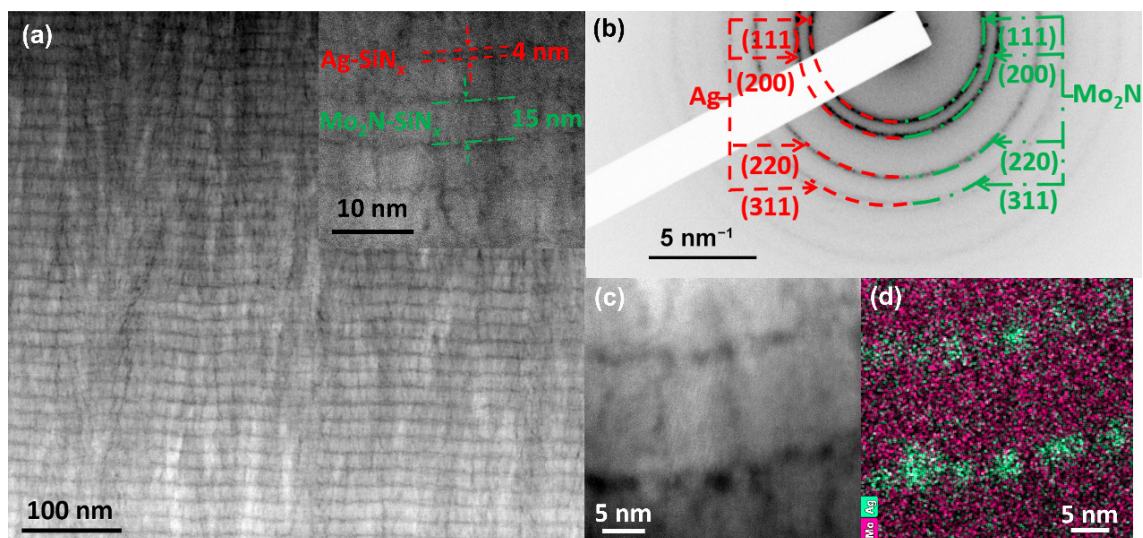 (a)
Ag-SiNₓ
4 nm
Mo₂N-SiNₓ
15 nm
10 nm
100 nm
(b)
Ag
(111)
(200)
(220)
(311)
(111)
(200)
(220)
(311)
Mo₂N
5 nm⁻¹
(c)
5 nm
(d)
Mo Ag
5 nm